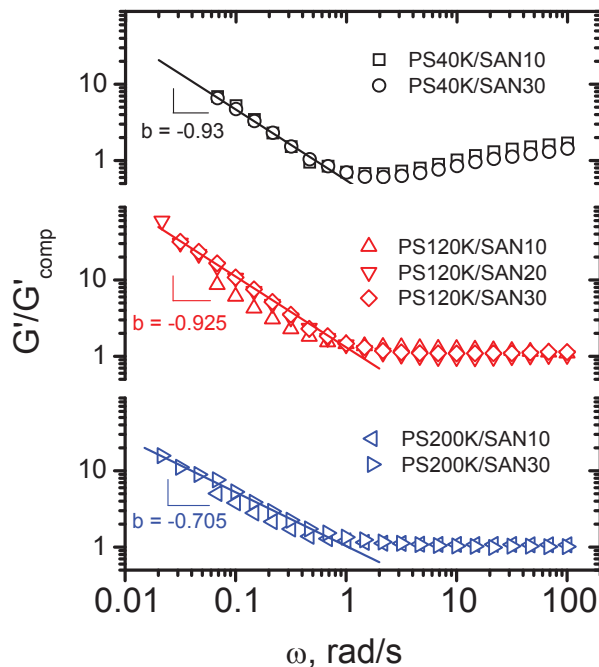 10
1
□ PS40K/SAN10
○ PS40K/SAN30
b = -0.93
10
1
△ PS120K/SAN10
▽ PS120K/SAN20
◇ PS120K/SAN30
b = -0.925
10
1
◁ PS200K/SAN10
▷ PS200K/SAN30
b = -0.705
G'/G'comp
0.01 0.1 1 10 100
ω, rad/s